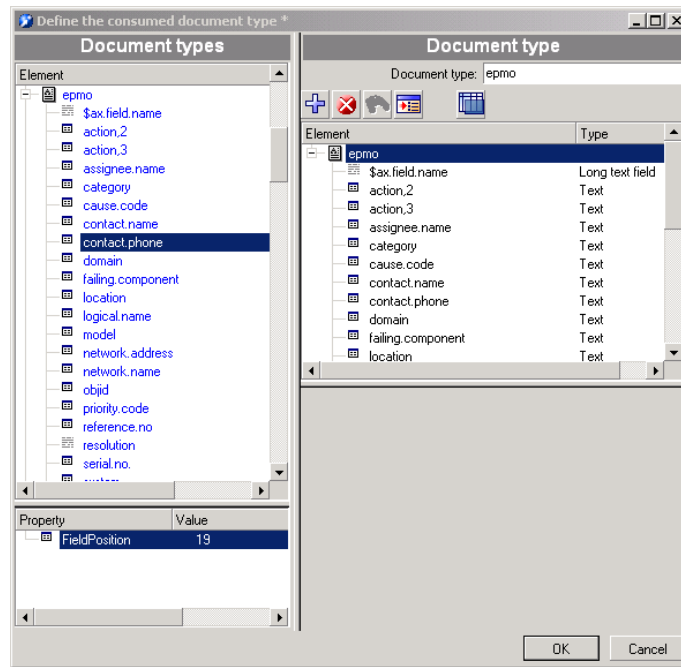 Define the consumed document type *
Document types
Element
epmo
$ax.field.name
action,2
action,3
assignee.name
category
cause.code
contact.name
contact.phone
domain
failing.component
location
logical.name
model
network.address
network.name
objid
priority.code
reference.no
resolution
serial.no.
Property Value
FieldPosition 19
Document type
Document type: epmo
Element Type
epmo
$ax.field.name Long text field
action,2 Text
action,3 Text
assignee.name Text
category Text
cause.code Text
contact.name Text
contact.phone Text
domain Text
failing.component Text
location Text
OK Cancel